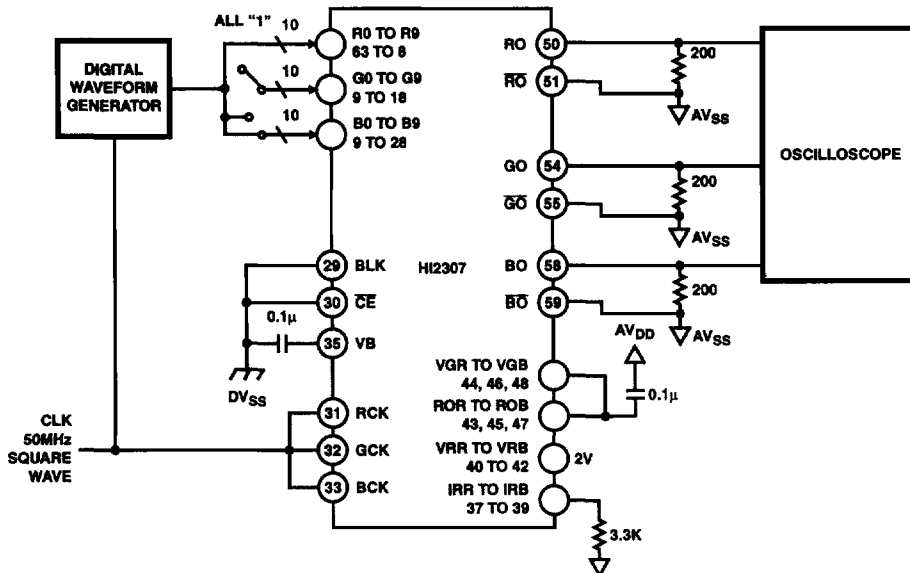 ALL "1"
10
DIGITAL
WAVEFORM
GENERATOR
10
10
R0 TO R9
63 TO 8
G0 TO G9
9 TO 18
B0 TO B9
9 TO 28
RO
50
RO
51
200
AVSS
OSCILLOSCOPE
GO
54
GO
55
200
AVSS
29
BLK
HI2307
BO
58
200
30
CE
BO
59
AVSS
0.1μ
35
VB
DVSS
AVDD
0.1μ
VGR TO VGB
44, 46, 48
ROR TO ROB
43, 45, 47
VRR TO VRB
40 TO 42
2V
IRR TO IRB
37 TO 39
3.3K
CLK
50MHz
SQUARE
WAVE
31
RCK
32
GCK
33
BCK